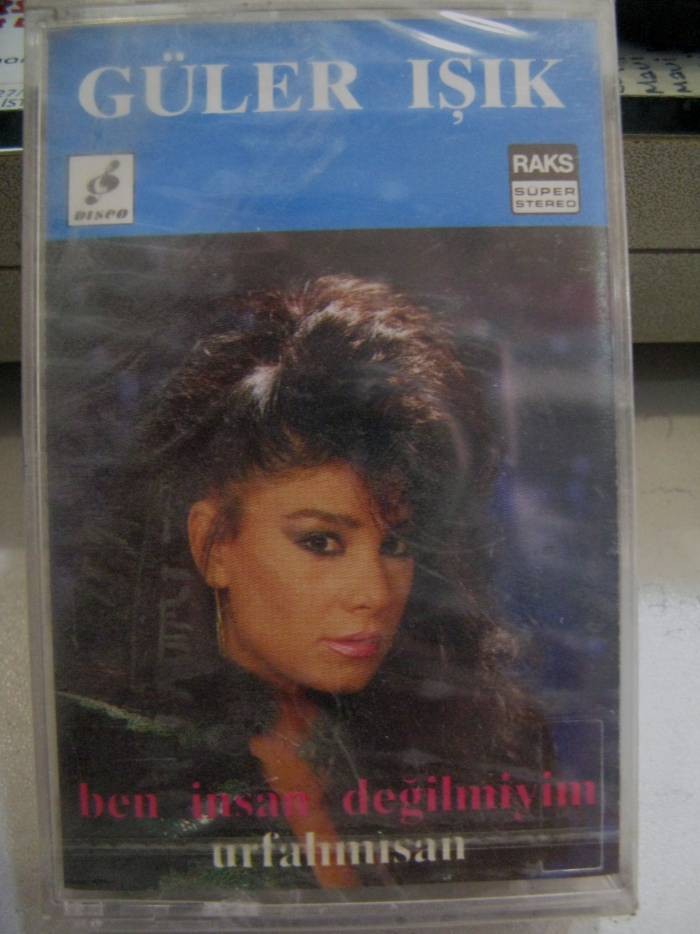 GÜLER IŞIK
DISCO
RAKS
SÜPER
STEREO
ben insan değilmiyim
urfalımısan